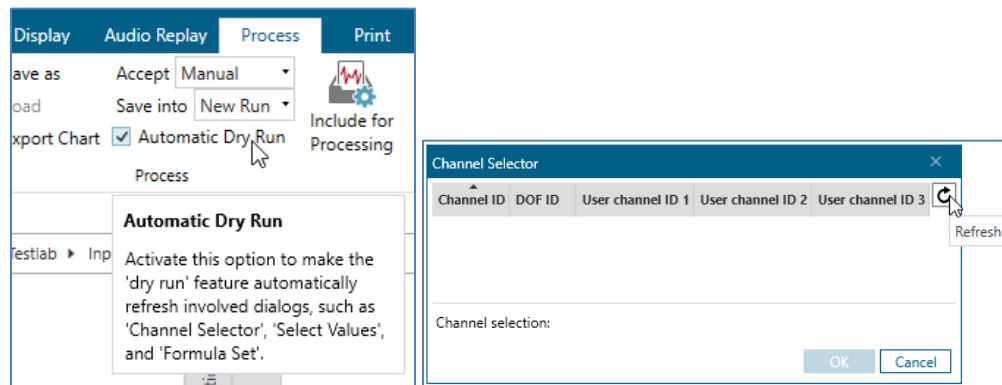 Display Audio Replay Process Print
ave as Accept Manual
oad Save into New Run
xport Chart Automatic Dry Run
Include for
Processing
Process
Automatic Dry Run
Activate this option to make the
'dry run' feature automatically
refresh involved dialogs, such as
'Channel Selector', 'Select Values',
and 'Formula Set'.
Testlab Inp
Channel Selector
Channel ID DOF ID User channel ID 1 User channel ID 2 User channel ID 3
Refresh
Channel selection:
OK Cancel